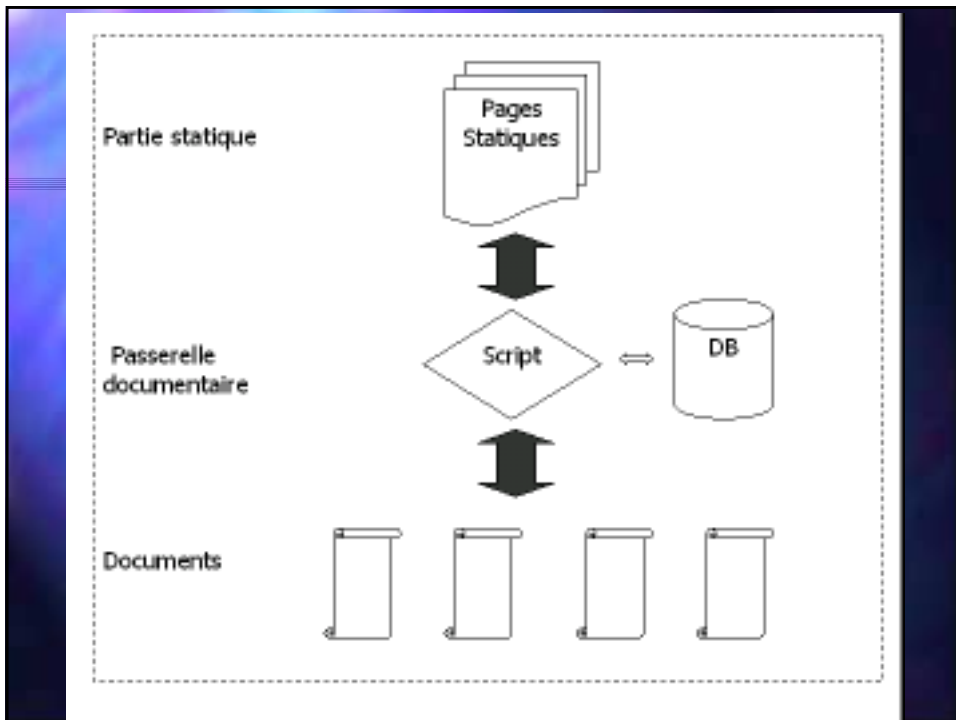 Pages
Statiques
Partie statique
Passerelle
documentaire
Script
DB
Documents